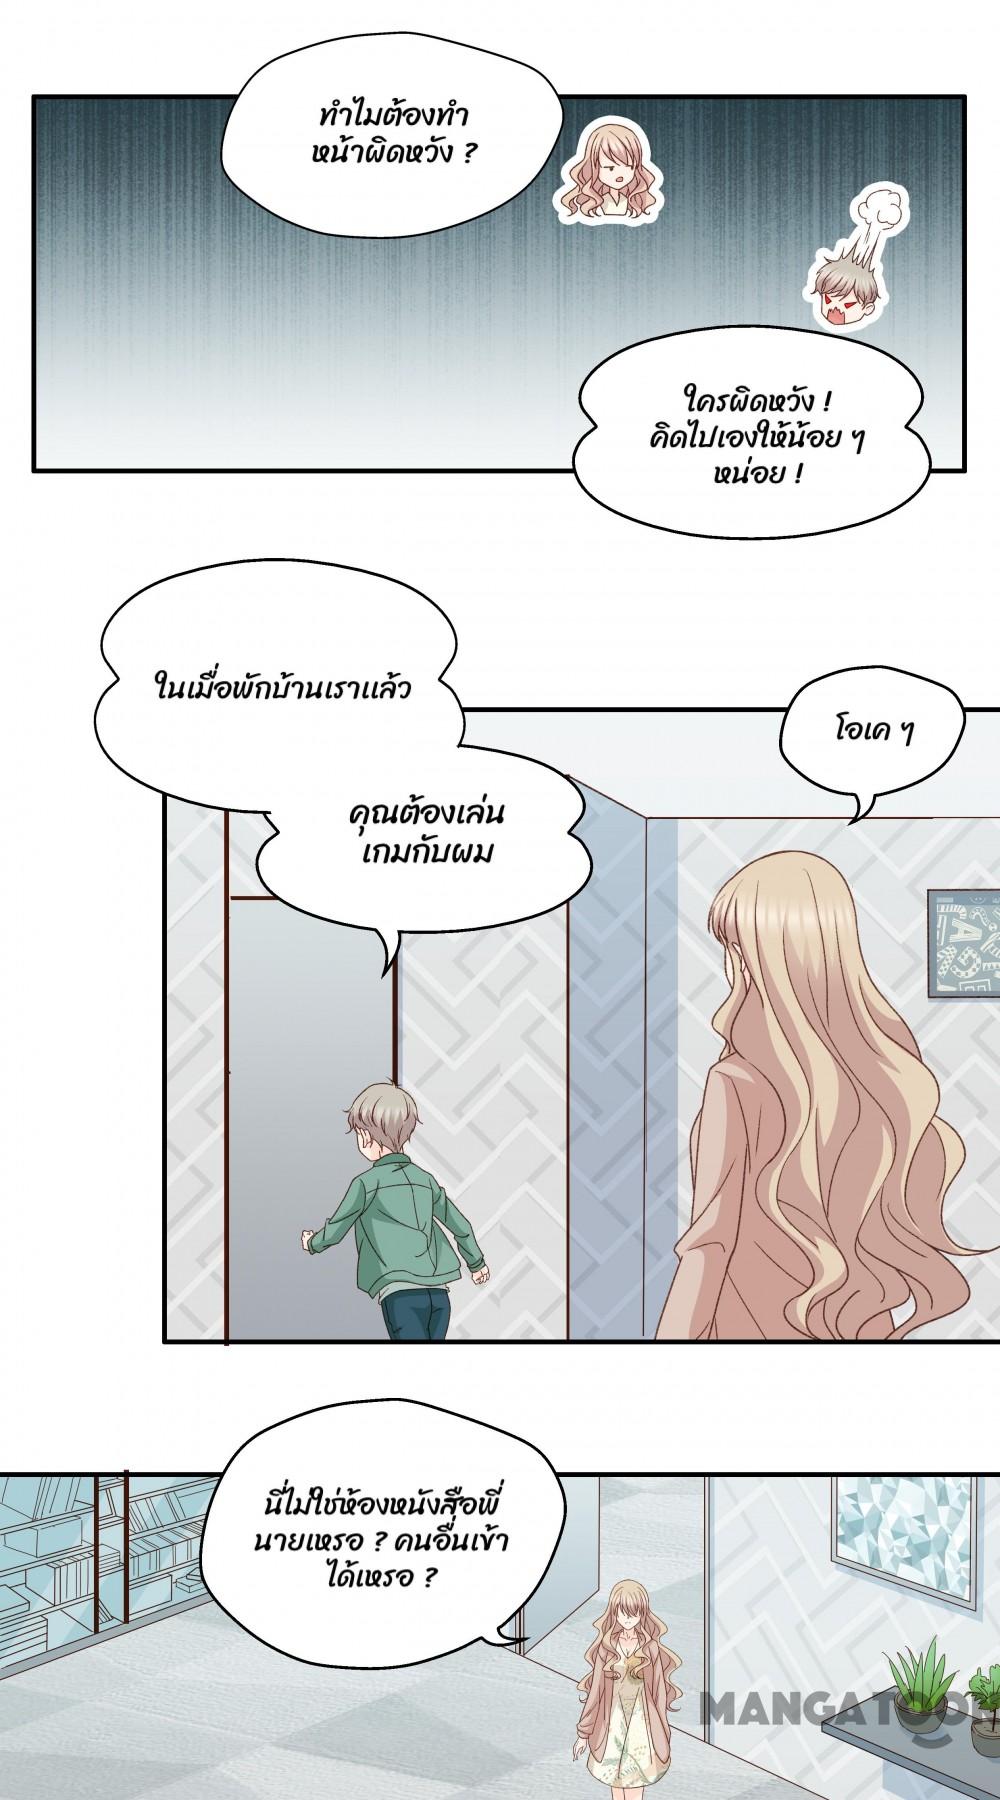 ทำไมต้องทำ
หน้าผิดหวัง ?
ใครผิดหวัง !
คิดไปเองให้น้อย ๆ
หน่อย !
ในเมื่อพักบ้านเราแล้ว
โอเค ๆ
คุณต้องเล่น
เกมกับผม
นี่ไม่ใช่ห้องหนังสือพี่
นายเหรอ ? คนอื่นเข้า
ได้เหรอ ?
MANGATOON